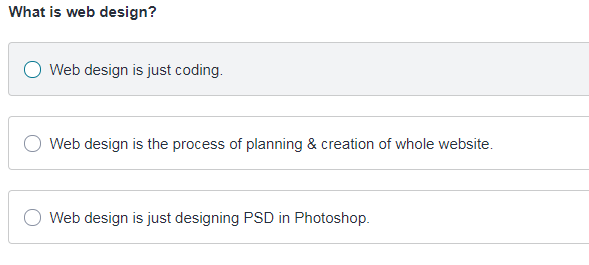 What is web design?
Web design is just coding.
Web design is the process of planning & creation of whole website.
Web design is just designing PSD in Photoshop.